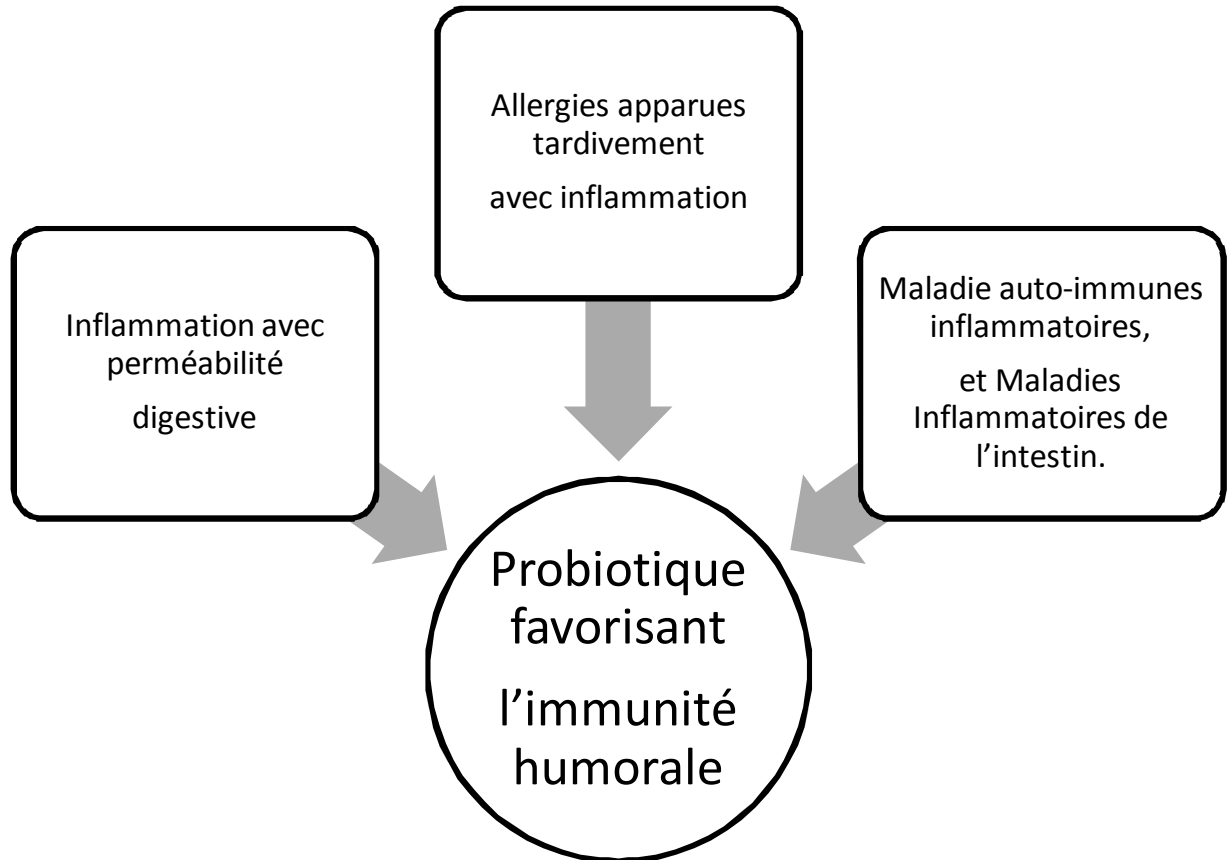 Allergies apparues
tardivement
avec inflammation
Inflammation avec
perméabilité
digestive
Maladie auto-immunes
inflammatoires,
et Maladies
Inflammatoires de
l’intestin.
Probiotique
favorisant
l’immunité
humorale